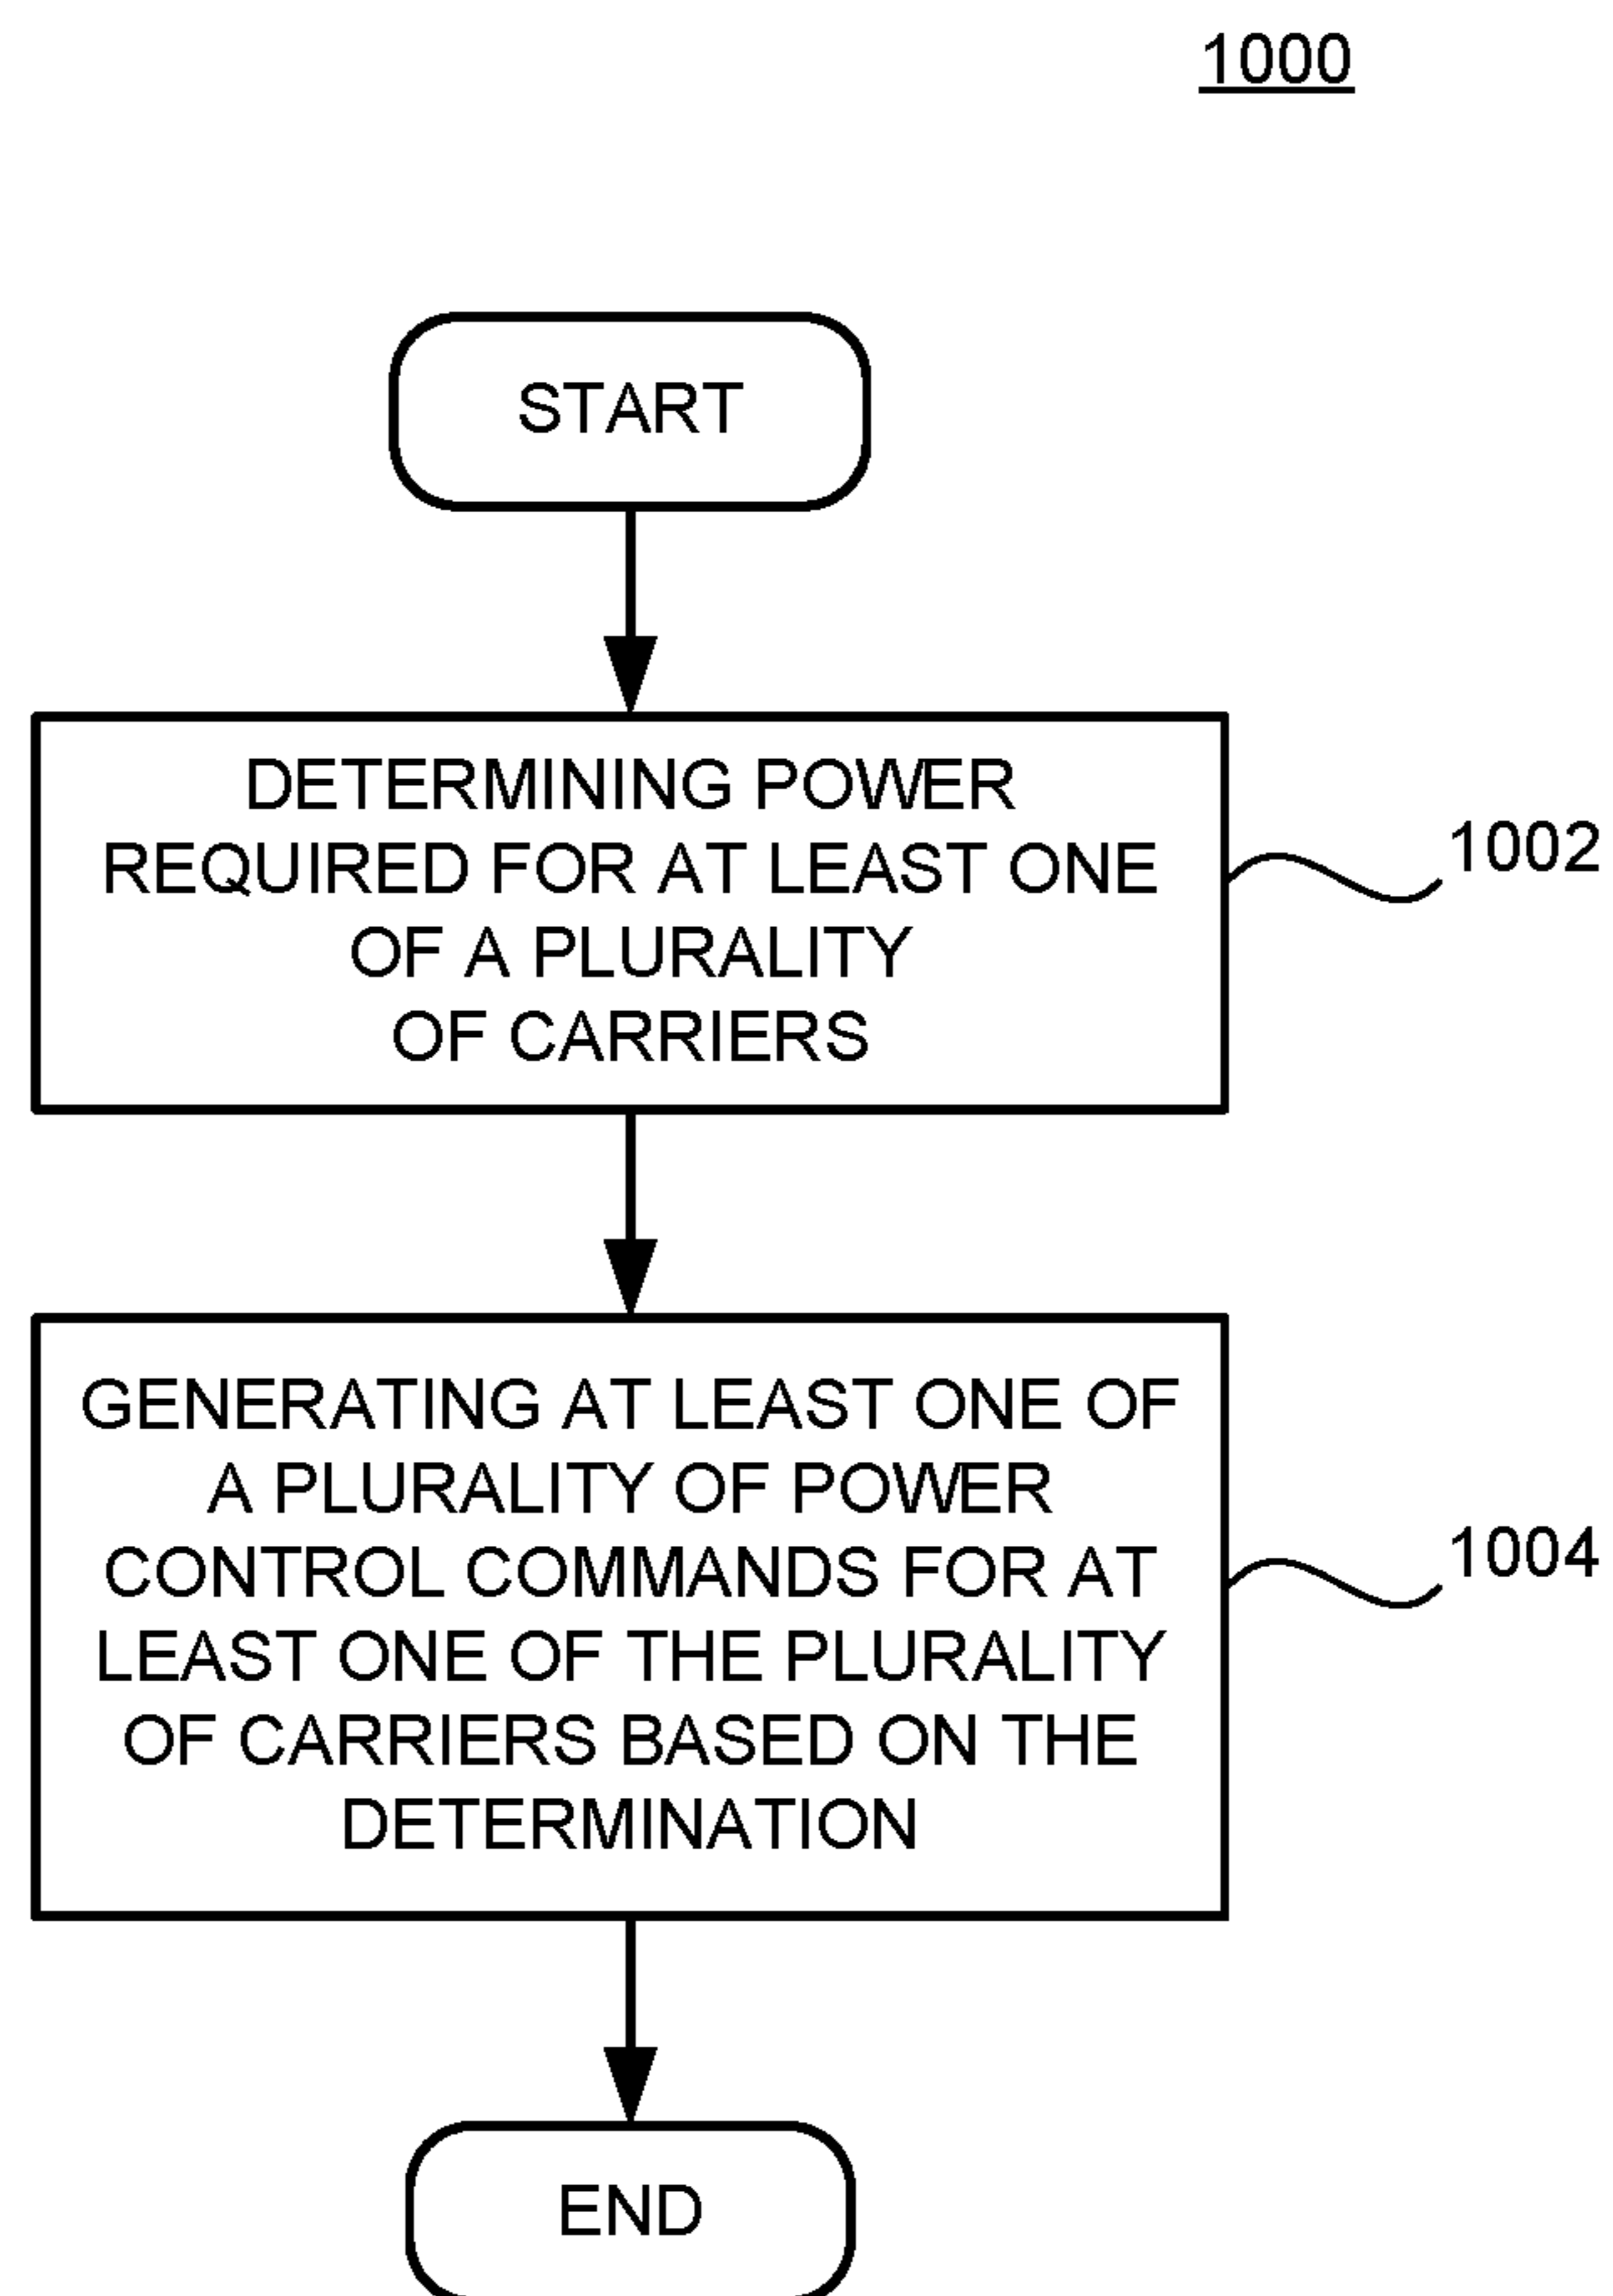 1000
START
DETERMINING POWER
REQUIRED FOR AT LEAST ONE
OF A PLURALITY
OF CARRIERS
1002
GENERATING AT LEAST ONE OF
A PLURALITY OF POWER
CONTROL COMMANDS FOR AT
LEAST ONE OF THE PLURALITY
OF CARRIERS BASED ON THE
DETERMINATION
1004
END